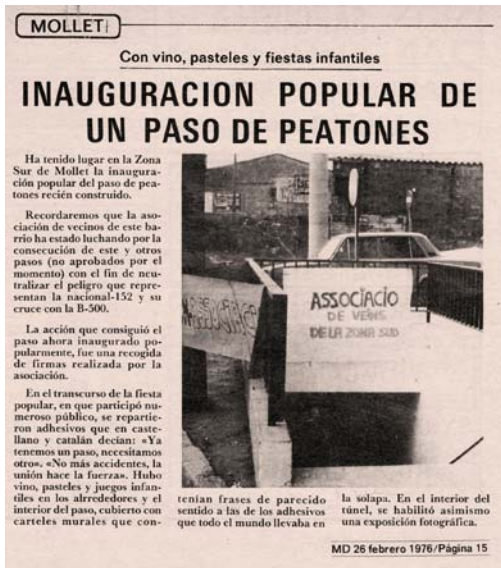 MOLLET
Con vino, pasteles y fiestas infantiles
INAUGURACION POPULAR DE
UN PASO DE PEATONES
Ha tenido lugar en la Zona
Sur de Mollet la inaugura-
ción popular del paso de pea-
tones recién construido.
Recordaremos que la aso-
ciación de vecinos de este ba-
rrio ha estado luchando por la
consecución de este y otros
pasos (no aprobados por el
momento) con el fin de neu-
tralizar el peligro que repre-
sentan la nacional-152 y su
cruce con la B-500.
La acción que consiguió el
paso ahora inaugurado po-
pularmente, fue una recogida
de firmas realizada por la
asociación.
En el transcurso de la fiesta
popular, en que participó nu-
meroso público, se repartie-
ron adhesivos que en caste-
llano y catalán decían: «Ya
tenemos un paso, necesitamos
otro». «No más accidentes, la
unión hace la fuerza». Hubo
vino, pasteles y juegos infan-
tiles en los alrrededores y el
interior del paso, cubierto con
carteles murales que con-
ASSOCIACIO
DE VEÏNS
DE LA ZONA SUD
tenían frases de parecido
sentido a las de los adhesivos
que todo el mundo llevaba en
la solapa. En el interior del
túnel, se habilitó asimismo
una exposición fotográfica.
MD 26 febrero 1976/Página 15